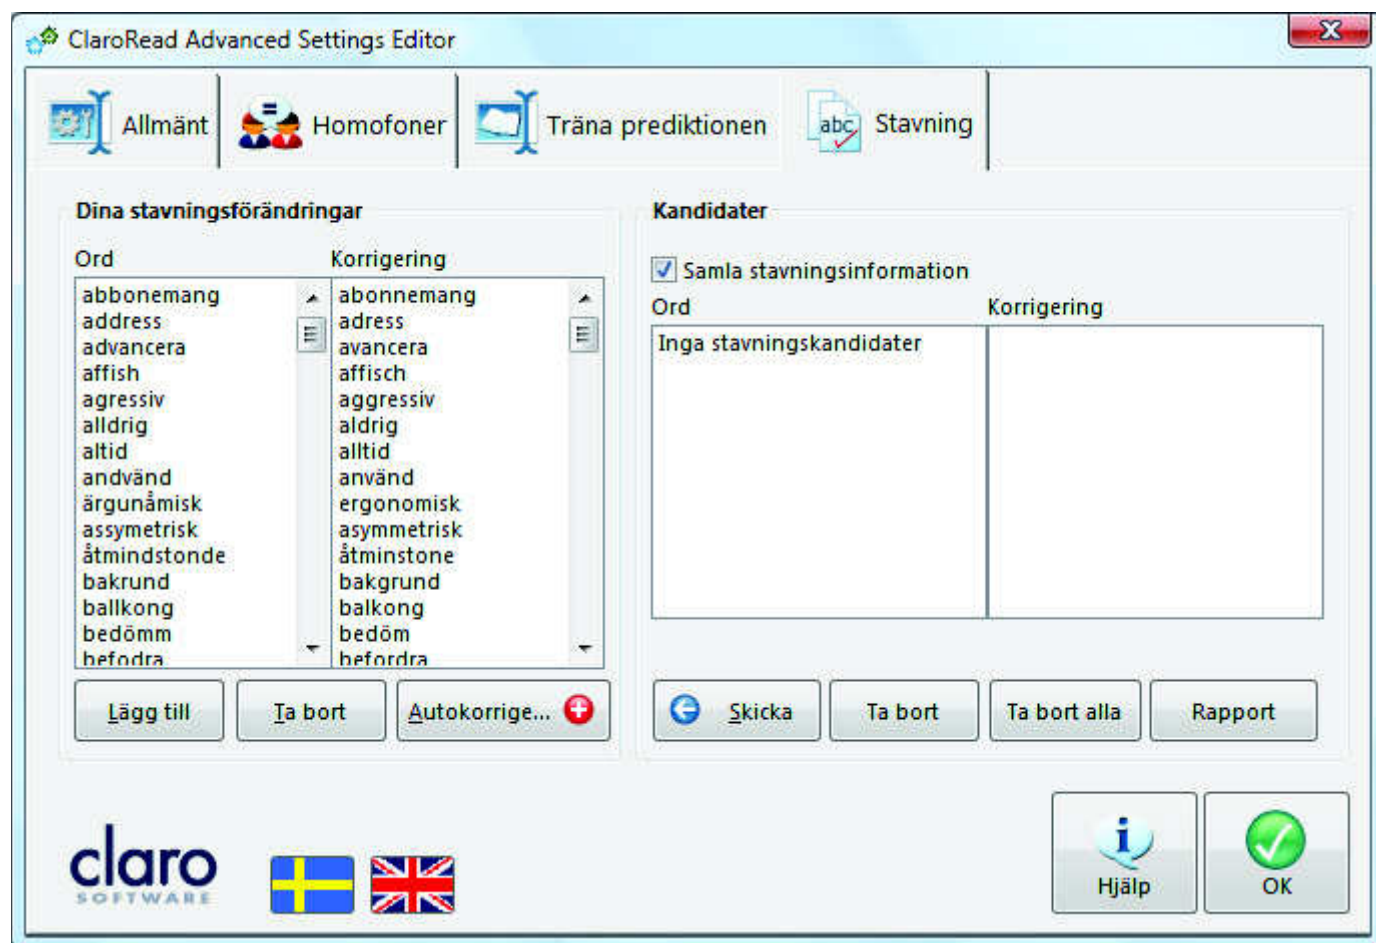 ClaroRead Advanced Settings Editor
Allmänt
Homofoner
Träna prediktionen
abc
Stavning
Dina stavningsförändringar
Ord
Korrigering
abbonemang
address
advancera
affish
agressiv
alldrig
altid
andvänd
ärgunåmisk
assymetrisk
åtmindstonde
bakrund
ballkong
bedömm
befodra
abonnemang
adress
avancera
affisch
aggressiv
aldrig
alltid
använd
ergonomisk
asymmetrisk
åtminstone
bakgrund
balkong
bedöm
befordra
Lägg till
Ta bort
Autokorrige...
Kandidater
Samla stavningsinformation
Ord
Korrigering
Inga stavningskandidater
Skicka
Ta bort
Ta bort alla
Rapport
claro
SOFTWARE
Hjälp
OK